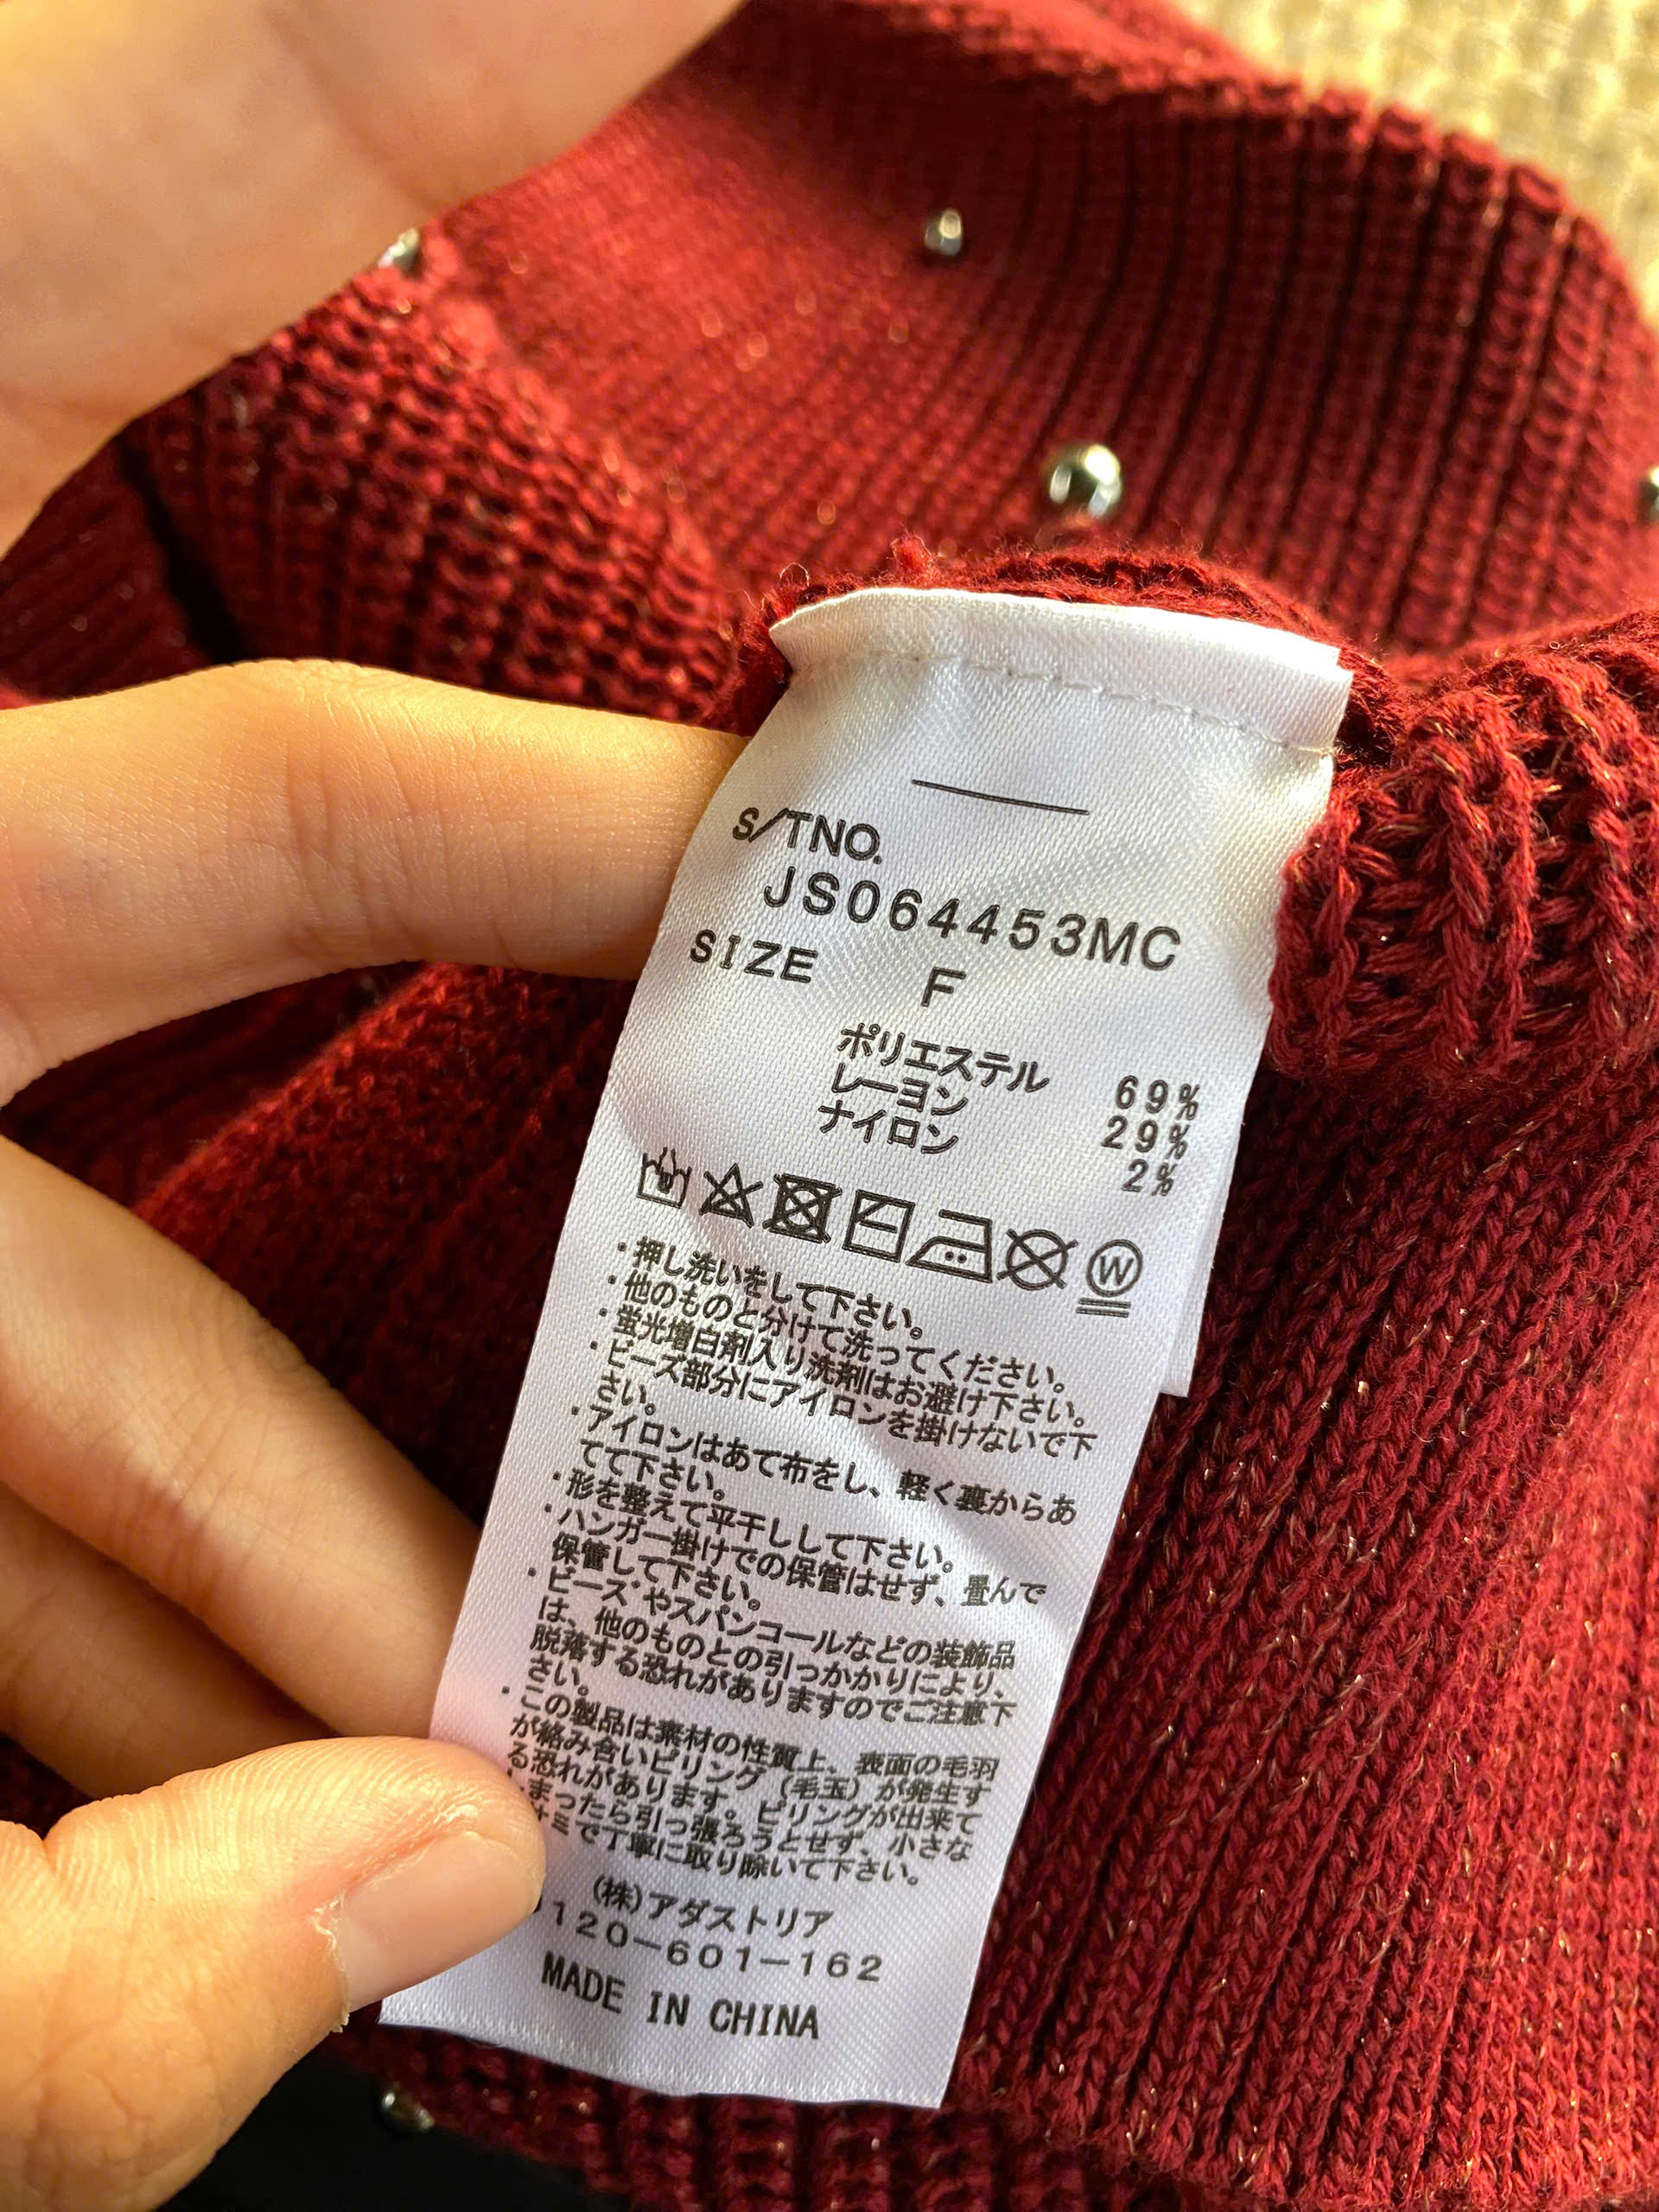 S/TNO.
JS064453MC
SIZE F
ポリエステル 69%
レーヨン 29%
ナイロン 2%
W
・押し洗いをして下さい。
・他のものと分けて洗ってください。
・蛍光増白剤入り洗剤はお避け下さい。
・ビーズ部分にアイロンを掛けないで下
さい。
・アイロンはあて布をし、軽く裏からあ
てて下さい。
・形を整えて平干しして下さい。
・ハンガー掛けでの保管はせず、畳んで
保管して下さい。
・ビーズやスパンコールなどの装飾品
は、他のものとの引っかかりにより、
脱落する恐れがありますのでご注意下
さい。
・この製品は素材の性質上、表面の毛羽
が絡み合いピリング（毛玉）が発生す
る恐れがあります。ピリングが出来て
まったら引っ張ろうとせず、小さな
サミで丁寧に取り除いて下さい。
(株)アダストリア
120-601-162
MADE IN CHINA